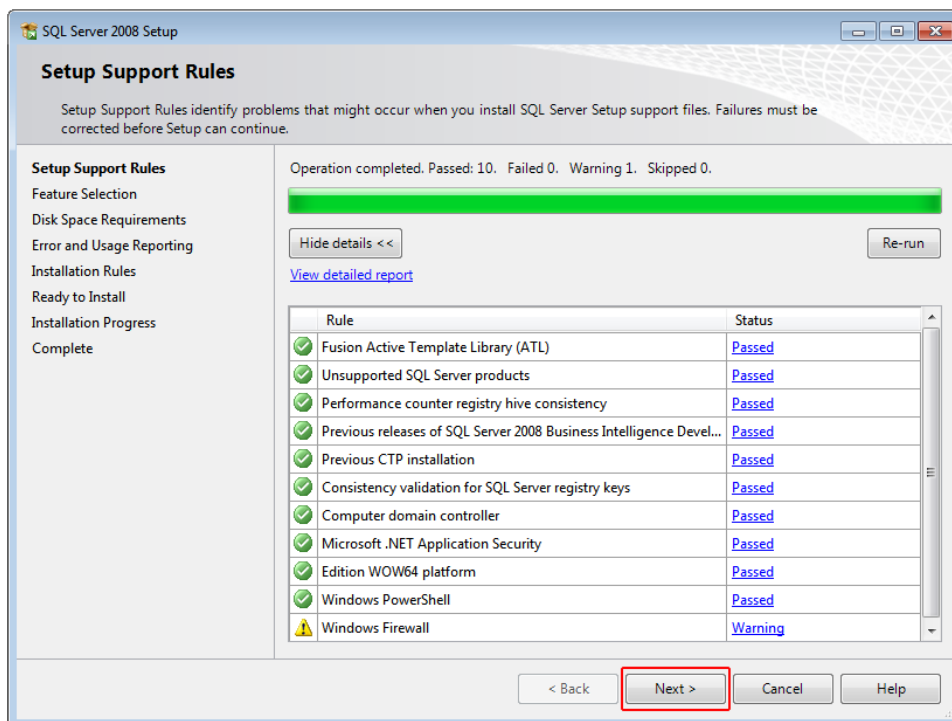 SQL Server 2008 Setup
Setup Support Rules
Setup Support Rules identify problems that might occur when you install SQL Server Setup support files. Failures must be
corrected before Setup can continue.
Setup Support Rules
Feature Selection
Disk Space Requirements
Error and Usage Reporting
Installation Rules
Ready to Install
Installation Progress
Complete
Operation completed. Passed: 10.   Failed 0.   Warning 1.   Skipped 0.
Hide details <<
Re-run
View detailed report
Rule Status
Fusion Active Template Library (ATL) Passed
Unsupported SQL Server products Passed
Performance counter registry hive consistency Passed
Previous releases of SQL Server 2008 Business Intelligence Devel... Passed
Previous CTP installation Passed
Consistency validation for SQL Server registry keys Passed
Computer domain controller Passed
Microsoft .NET Application Security Passed
Edition WOW64 platform Passed
Windows PowerShell Passed
Windows Firewall Warning
< Back Next > Cancel Help